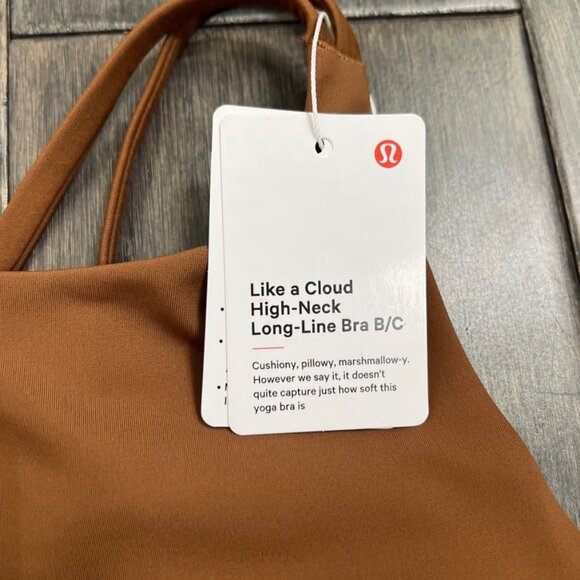 Like a Cloud
High-Neck
Long-Line Bra B/C
Cushiony, pillowy, marshmallow-y.
However we say it, it doesn't
quite capture just how soft this
yoga bra is